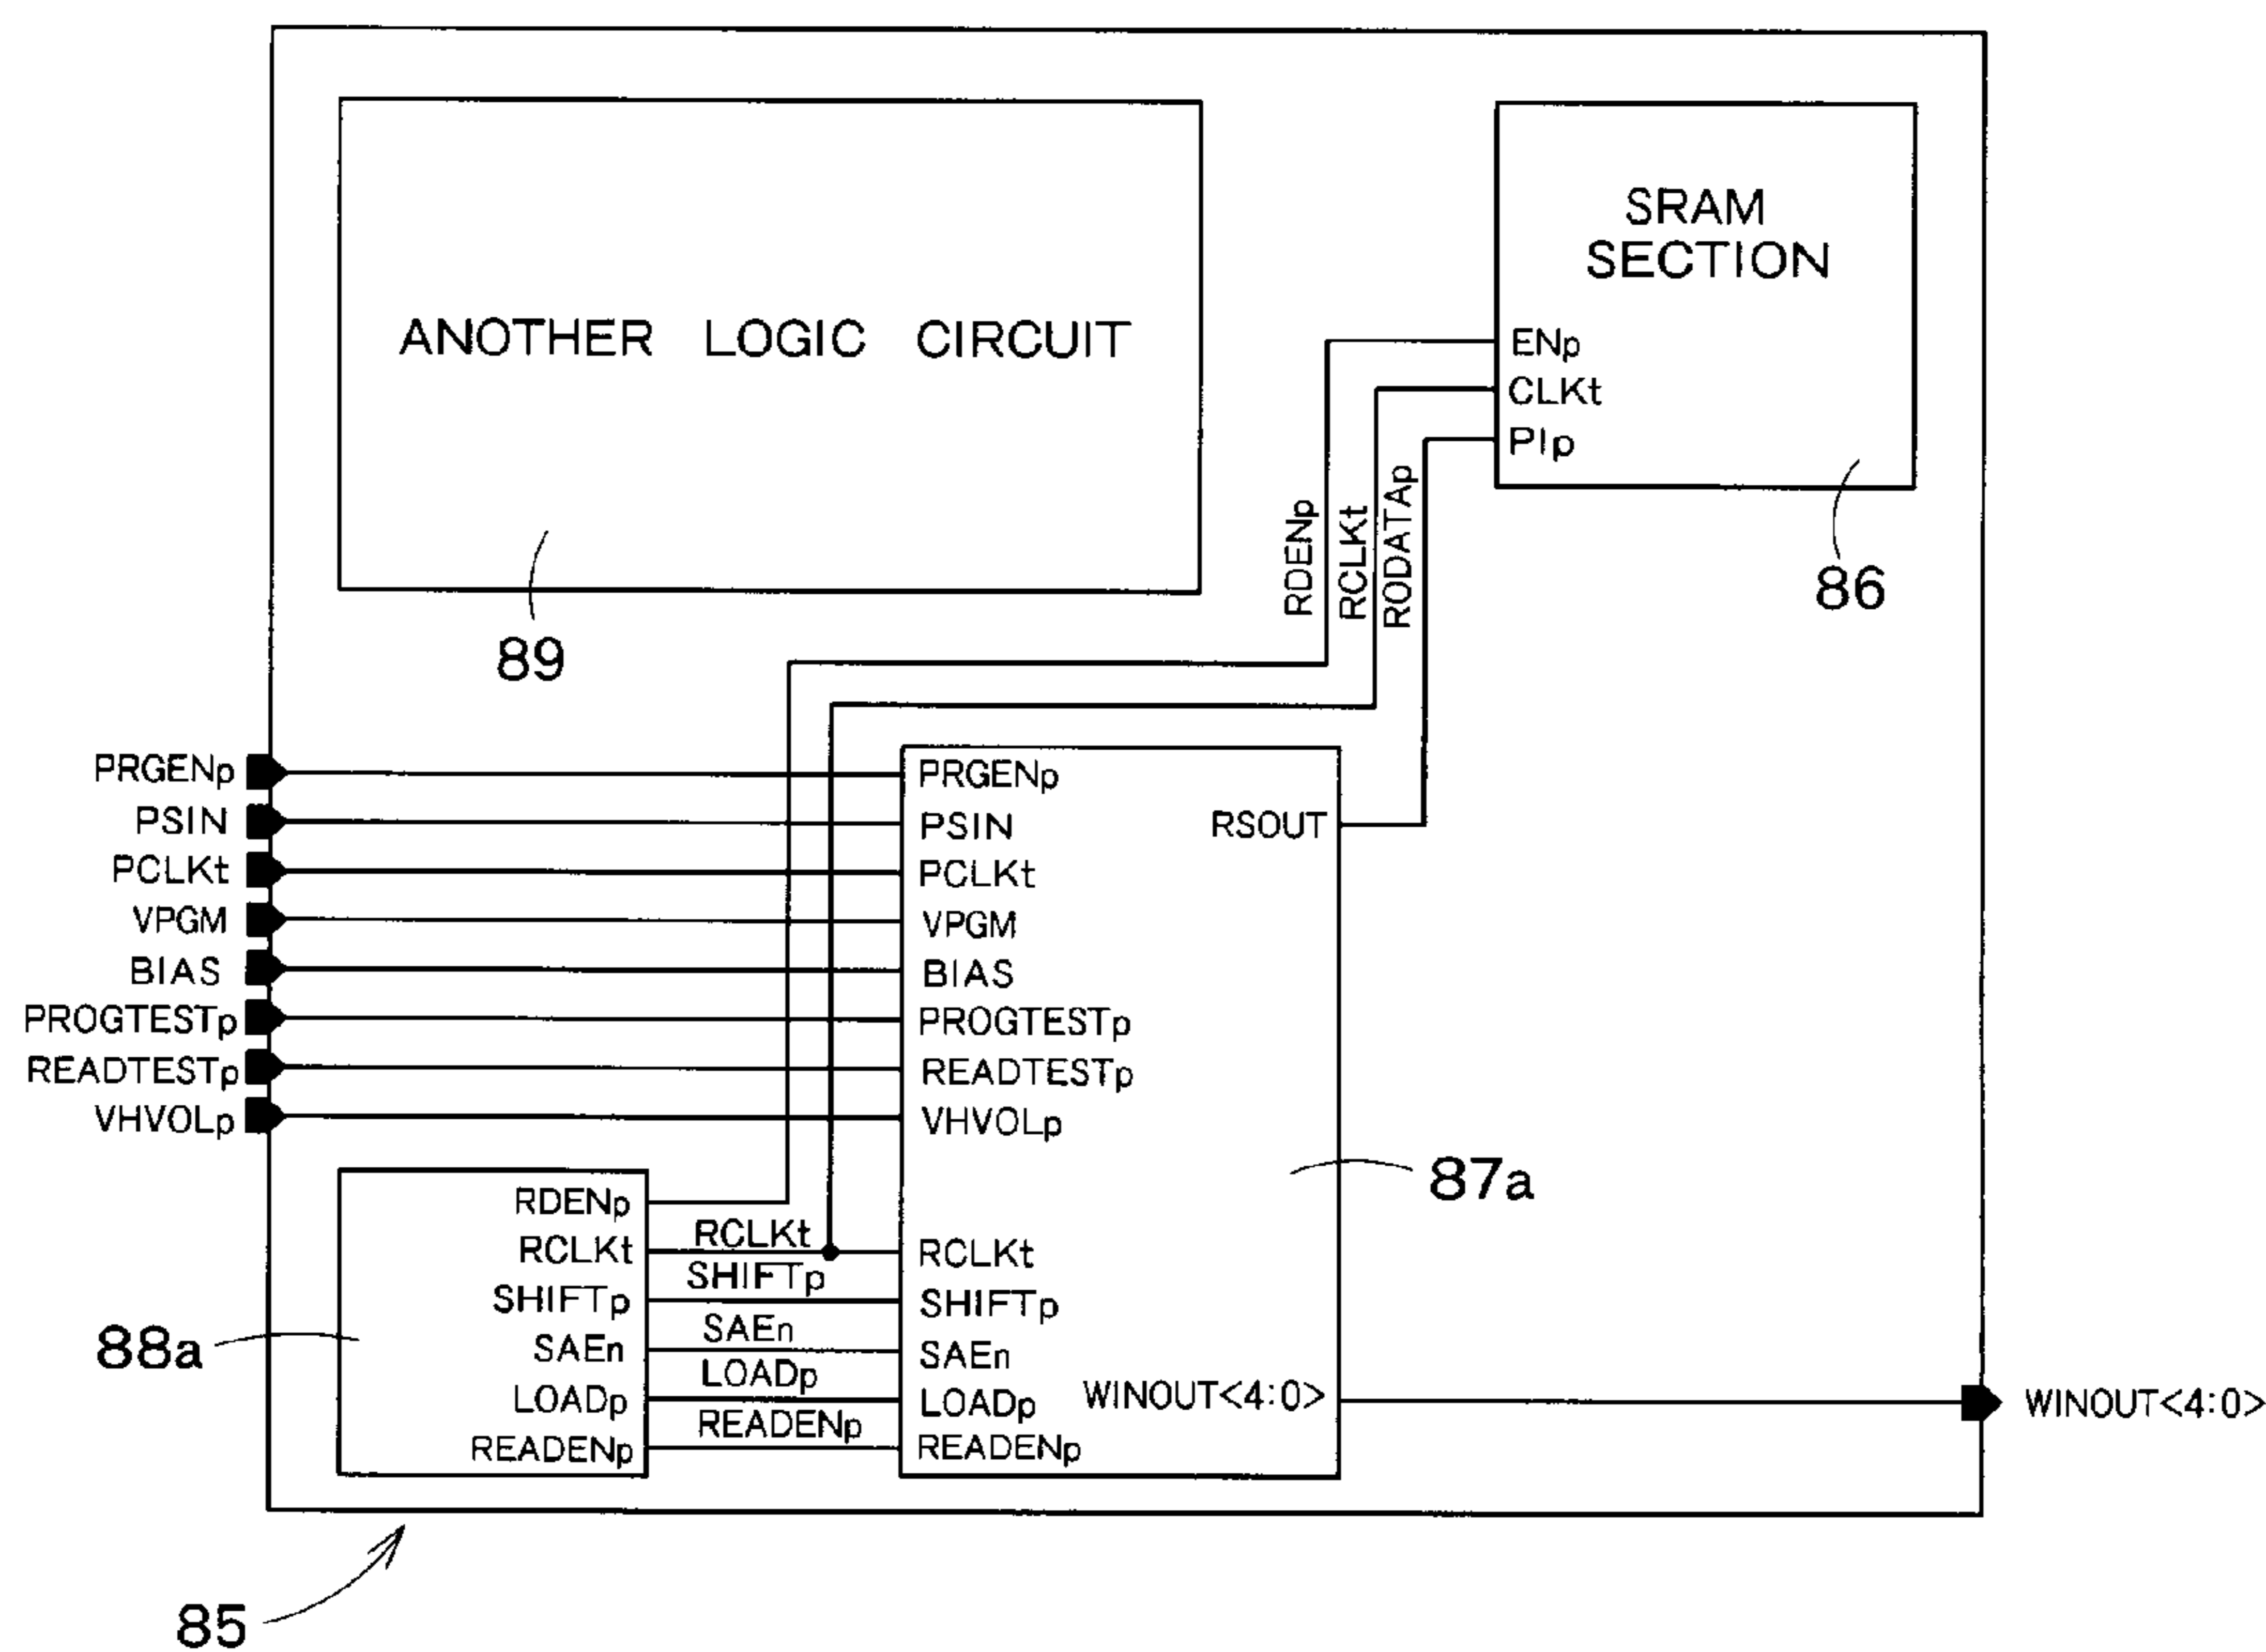 SRAM
SECTION
ANOTHER LOGIC CIRCUIT
ENp
CLKt
PIp
RDENp
RCLKt
RODATAp
86
89
PRGENp
PSIN
PCLKt
VPGM
BIAS
PROGTESTp
READTESTp
VHVOLp
PRGENp
PSIN
PCLKt
VPGM
BIAS
PROGTESTp
READTESTp
VHVOLp
RSOUT
87a
RDENp
RCLKt
SHIFTp
SAEn
LOADp
READENp
RCLKt
SHIFTp
SAEn
LOADp
READENp
RCLKt
SHIFTp
SAEn
LOADp
READENp
88a
WINOUT<4:0>
WINOUT<4:0>
85